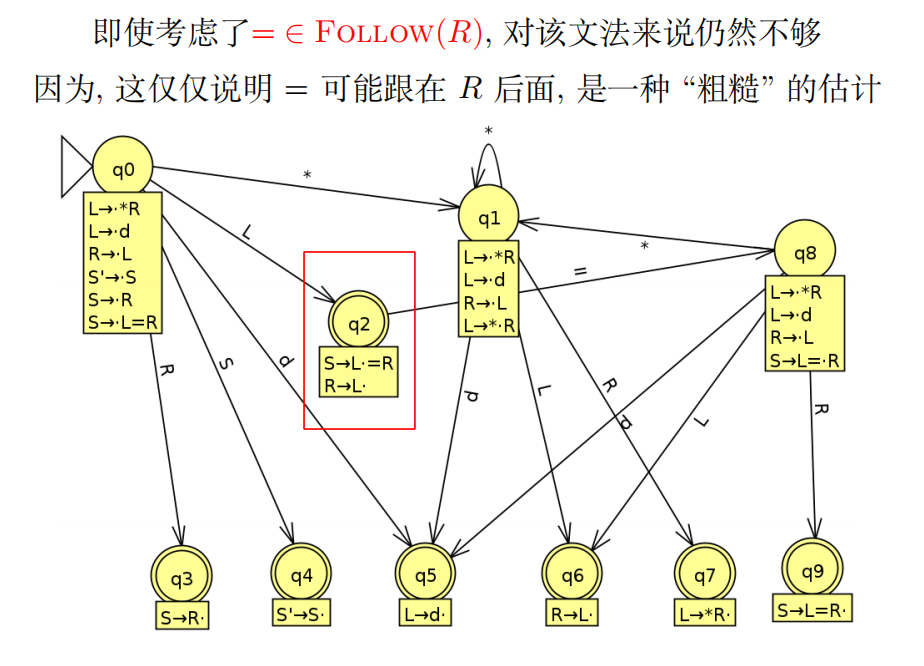 即使考虑了= ∈ FOLLOW(R), 对该文法来说仍然不够
因为, 这仅仅说明 = 可能跟在 R 后面, 是一种 “粗糙” 的估计
*
q0
*
q1
L→·*R
L→·d
R→·L
S'→·S
S→·R
S→·L=R
L
*
q8
L→·*R
L→·d
R→·L
L→*·R
=
L→·*R
L→·d
R→·L
S→L=·R
q2
S→L·=R
R→L·
R
S
d
d
L
R
d
L
R
q3
S→R·
q4
S'→S·
q5
L→d·
q6
R→L·
q7
L→*R·
q9
S→L=R·